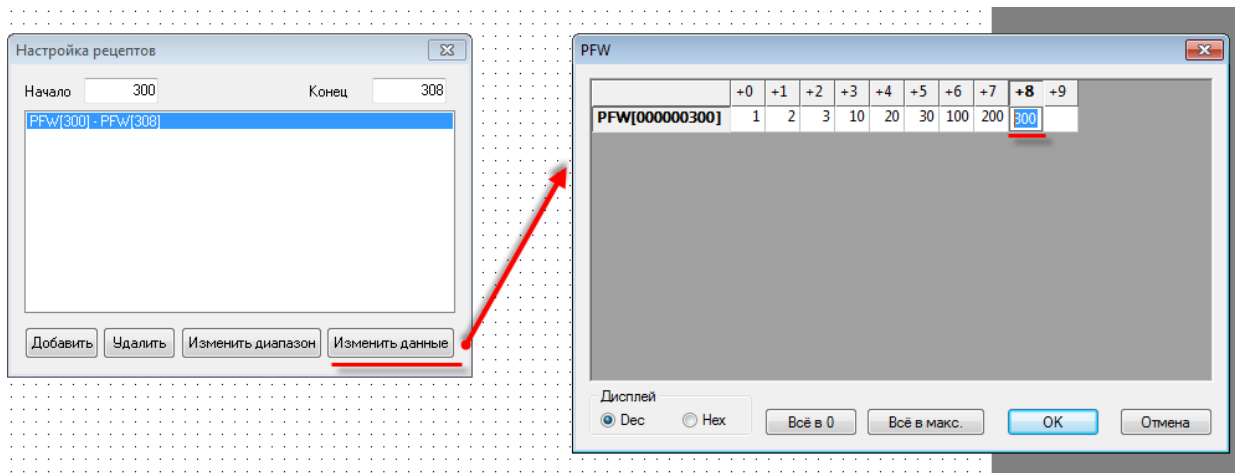 Настройка рецептов
Начало 300 Конец 308
PFW[300] - PFW[308]
Добавить Удалить Изменить диапазон Изменить данные
PFW
+0 +1 +2 +3 +4 +5 +6 +7 +8 +9
PFW[000000300] 1 2 3 10 20 30 100 200 300
Дисплей
Dec Hex Всё в 0 Всё в макс. OK Отмена